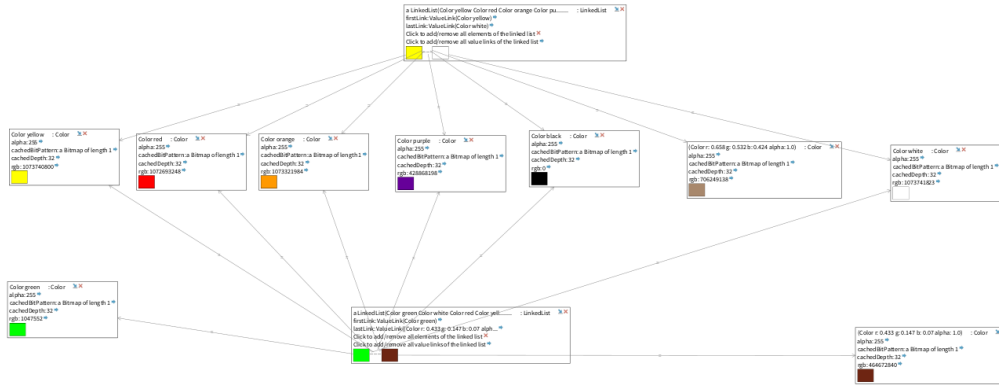 a LinkedList(Color yellow Color red Color orange Color pu...... : LinkedList
firstLink:ValueLink(Color yellow)
lastLink:ValueLink(Color white)
Click to add/remove all elements of the linked list
Click to add/remove all value links of the linked list
Color yellow : Color
alpha:255
cachedBitPattern:a Bitmap of length 1
cachedDepth:32
rgb:1073740800
Color red : Color
alpha:255
cachedBitPattern:a Bitmap of length 1
cachedDepth:32
rgb:1072693248
Color orange : Color
alpha:255
cachedBitPattern:a Bitmap of length 1
cachedDepth:32
rgb:1073321984
Color purple : Color
alpha:255
cachedBitPattern:a Bitmap of length 1
cachedDepth:32
rgb:428868198
Color black : Color
alpha:255
cachedBitPattern:a Bitmap of length 1
cachedDepth:32
rgb:0
(Color r: 0.658 g: 0.532 b: 0.424 alpha: 1.0) : Color
alpha:255
cachedBitPattern:a Bitmap of length 1
cachedDepth:32
rgb:706249138
Color white : Color
alpha:255
cachedBitPattern:a Bitmap of length 1
cachedDepth:32
rgb:1073741823
Color green : Color
alpha:255
cachedBitPattern:a Bitmap of length 1
cachedDepth:32
rgb:1047552
a LinkedList(Color green Color white Color red Color yell...... : LinkedList
firstLink:ValueLink(Color green)
lastLink:ValueLink((Color r: 0.433 g: 0.147 b: 0.07 alph...
Click to add/remove all elements of the linked list
Click to add/remove all value links of the linked list
(Color r: 0.433 g: 0.147 b: 0.07 alpha: 1.0) : Color
alpha:255
cachedBitPattern:a Bitmap of length 1
cachedDepth:32
rgb:464672840